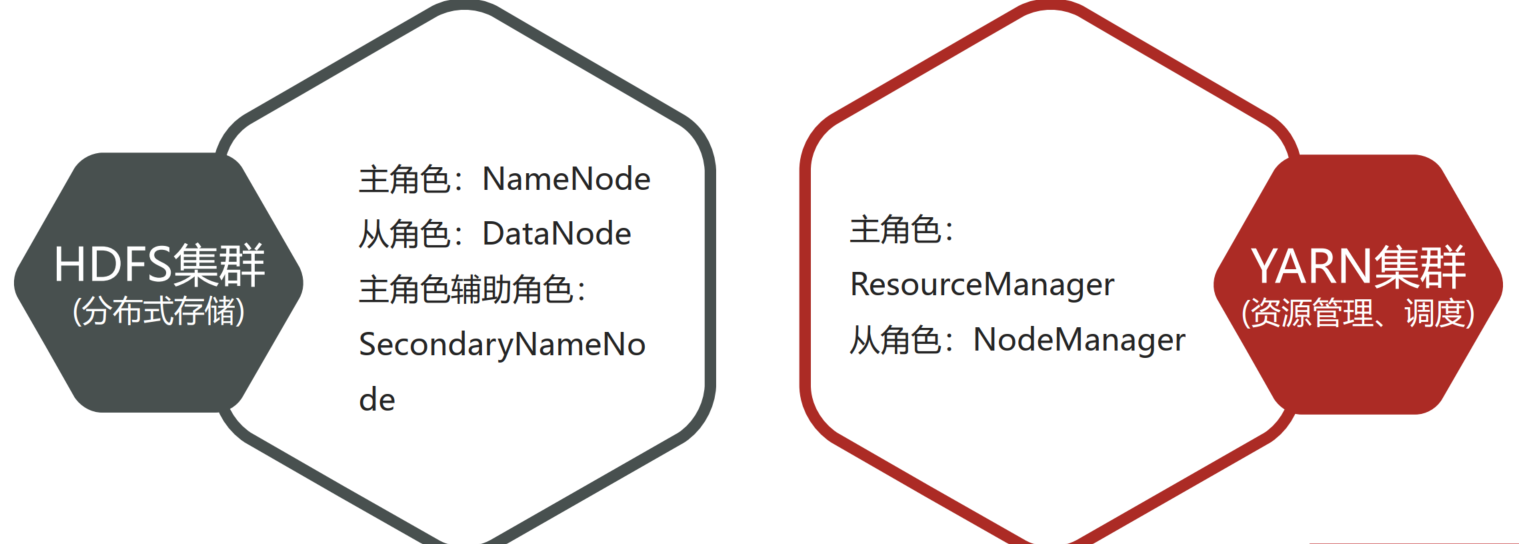 HDFS集群
(分布式存储)
主角色：NameNode
从角色：DataNode
主角色辅助角色：
SecondaryNameNo
de
主角色：
ResourceManager
从角色：NodeManager
YARN集群
(资源管理、调度)